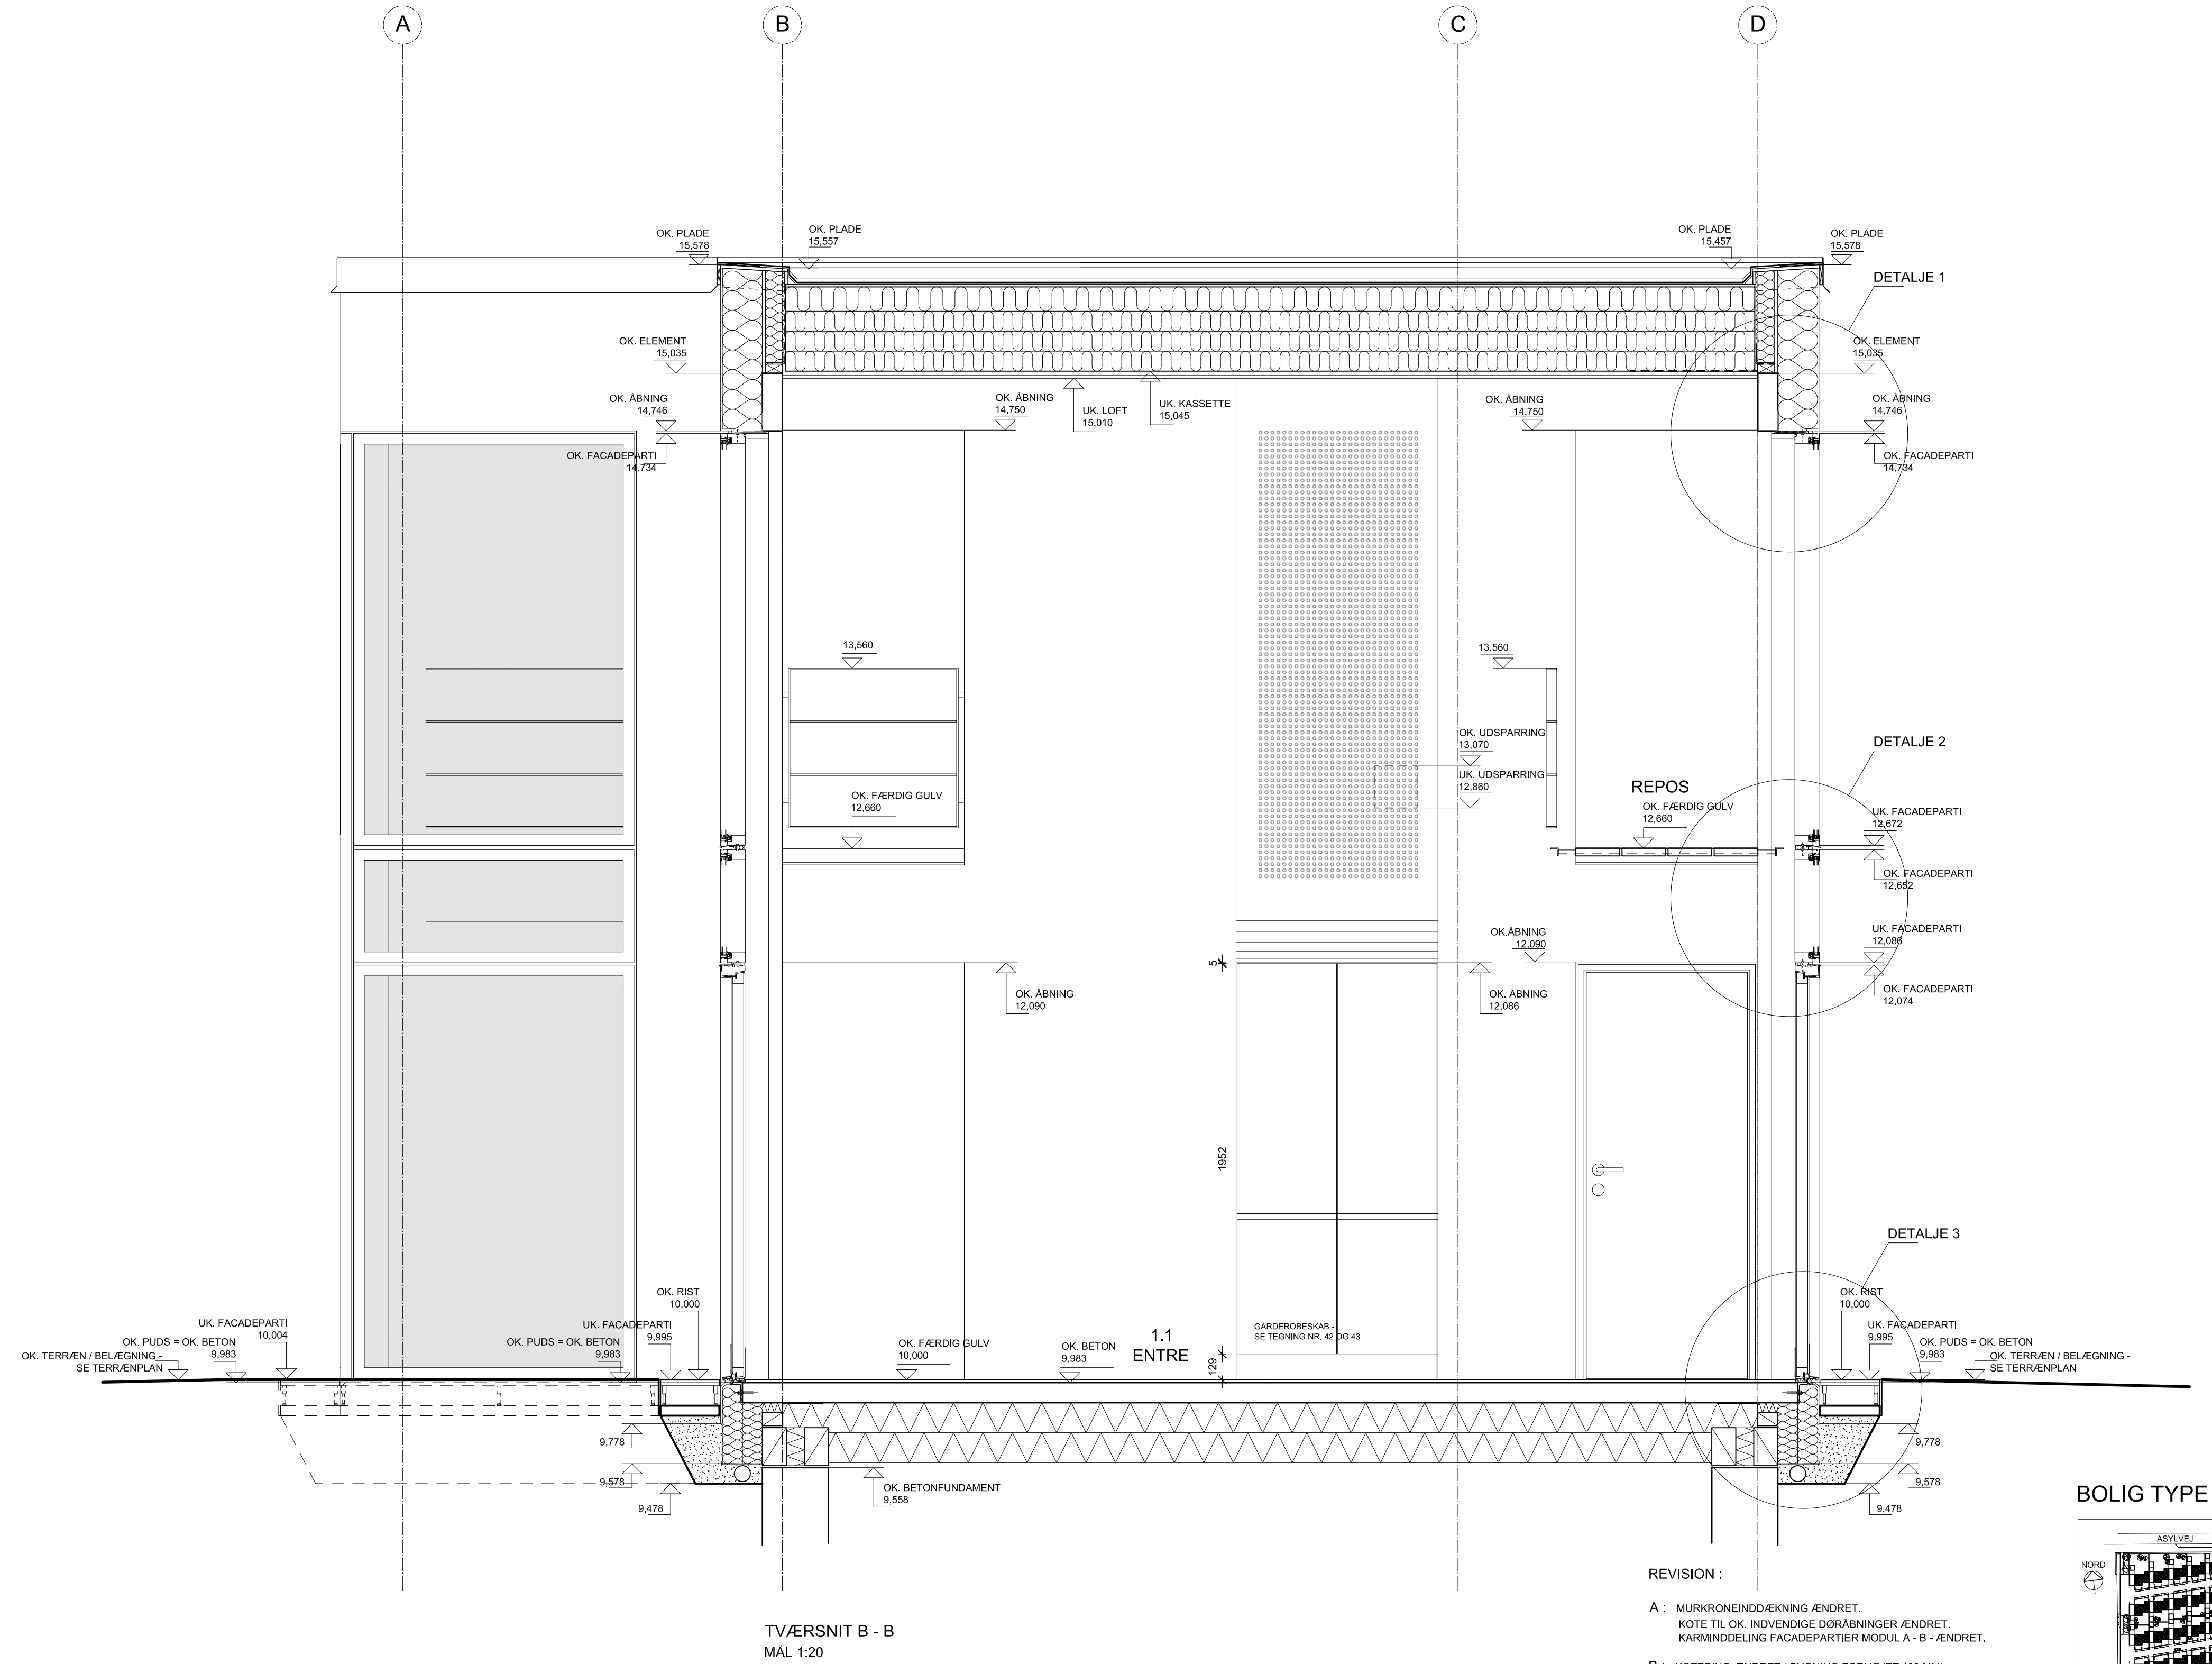 A
B
C
D
OK. PLADE
15,578
OK. PLADE
15,557
OK. PLADE
15,457
OK. PLADE
15,578
DETALJE 1
OK. ELEMENT
15,035
OK. ELEMENT
15,035
OK. ÅBNING
14,746
OK. ÅBNING
14,750
UK. LOFT
15,010
UK. KASSETTE
15,045
OK. ÅBNING
14,750
OK. ÅBNING
14,746
OK. FACADEPARTI
14,734
OK. FACADEPARTI
14,734
13,560
13,560
OK. UDSPARRING
13,070
UK. UDSPARRING
12,860
DETALJE 2
OK. FÆRDIG GULV
12,660
REPOS
OK. FÆRDIG GULV
12,660
UK. FACADEPARTI
12,672
OK. FACADEPARTI
12,652
OK.ÅBNING
12,090
UK. FACADEPARTI
12,086
5
OK. ÅBNING
12,090
OK. ÅBNING
12,086
OK. FACADEPARTI
12,074
1952
DETALJE 3
OK. RIST
10,000
OK. RIST
10,000
UK. FACADEPARTI
10,004
UK. FACADEPARTI
9,995
UK. FACADEPARTI
9,995
OK. PUDS = OK. BETON
9,983
OK. PUDS = OK. BETON
9,983
OK. PUDS = OK. BETON
9,983
OK. TERRÆN / BELÆGNING -
SE TERRÆNPLAN
OK. TERRÆN / BELÆGNING -
SE TERRÆNPLAN
OK. FÆRDIG GULV
10,000
OK. BETON
9,983
1.1
ENTRE
129
GARDEROBESKAB -
SE TEGNING NR, 42 OG 43
9,778
9,778
9,578
9,578
9,478
9,478
OK. BETONFUNDAMENT
9,558
BOLIG TYPE
ASYLVEJ
NORD
REVISION :
A : MURKRONEINDDÆKNING ÆNDRET.
KOTE TIL OK. INDVENDIGE DØRÅBNINGER ÆNDRET.
KARMINDDELING FACADEPARTIER MODUL A - B - ÆNDRET.
TVÆRSNIT B - B
MÅL 1:20